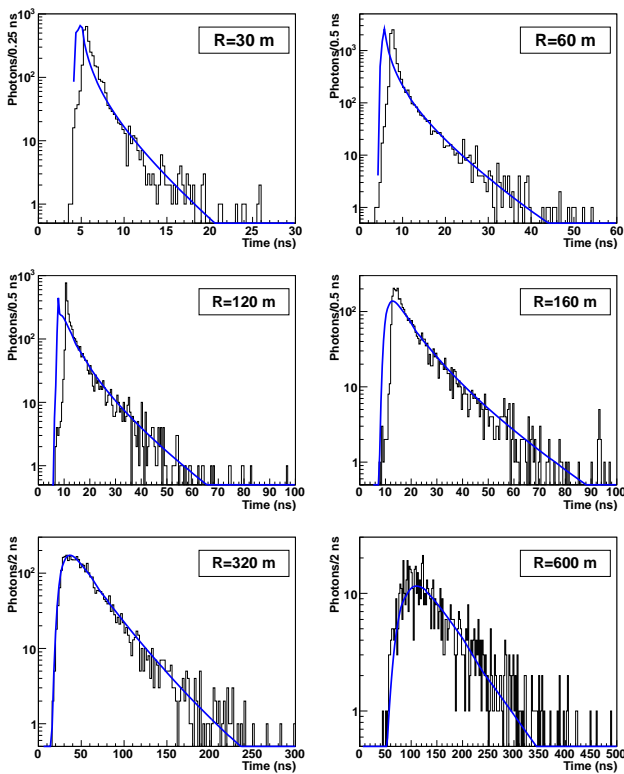 Photons/0.25 ns
10³
10²
10
1
R=30 m
0 5 10 15 20 25 30
Time (ns)
Photons/0.5 ns
10³
10²
10
1
R=60 m
0 10 20 30 40 50 60
Time (ns)
Photons/0.5 ns
10³
10²
10
1
R=120 m
0 10 20 30 40 50 60 70 80 90 100
Time (ns)
Photons/0.5 ns
10²
10
1
R=160 m
0 10 20 30 40 50 60 70 80 90 100
Time (ns)
Photons/2 ns
10²
10
1
R=320 m
0 50 100 150 200 250 300
Time (ns)
Photons/2 ns
10
1
R=600 m
0 50 100 150 200 250 300 350 400 450 500
Time (ns)